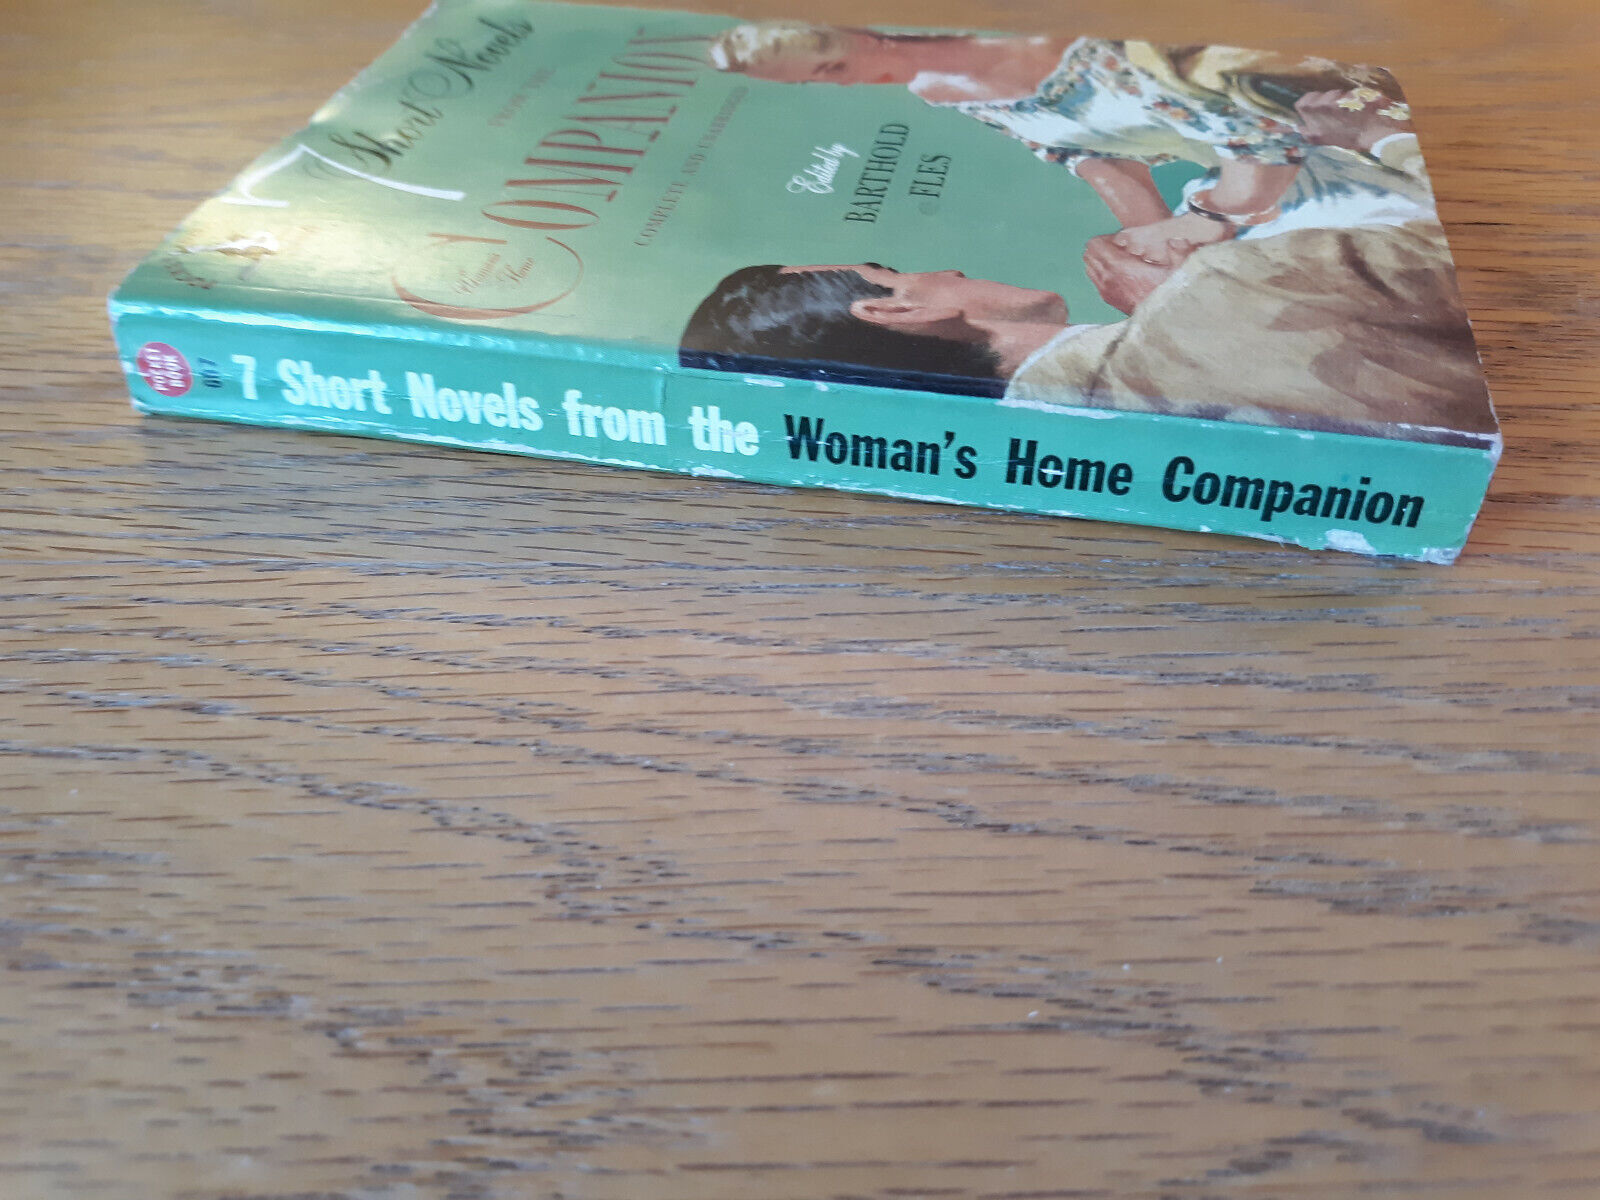 7 Short Novels
FROM THE
Woman's Home
COMPANION
COMPLETE AND UNABRIDGED
Edited by
BARTHOLD
FLES
POCKET
BOOK
667
7 Short Novels from the Woman's Home Companion